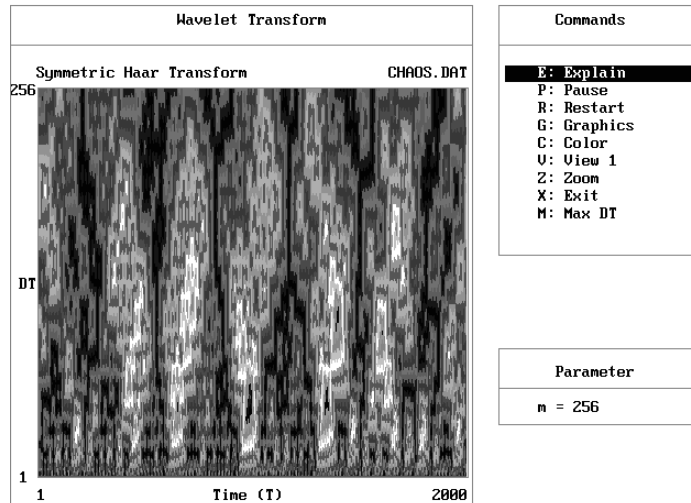 Wavelet Transform
Symmetric Haar Transform CHAOS.DAT
256
DT
1
1 Time (T) 2000
Commands
E: Explain
P: Pause
R: Restart
G: Graphics
C: Color
V: View 1
Z: Zoom
X: Exit
M: Max DT
Parameter
m = 256